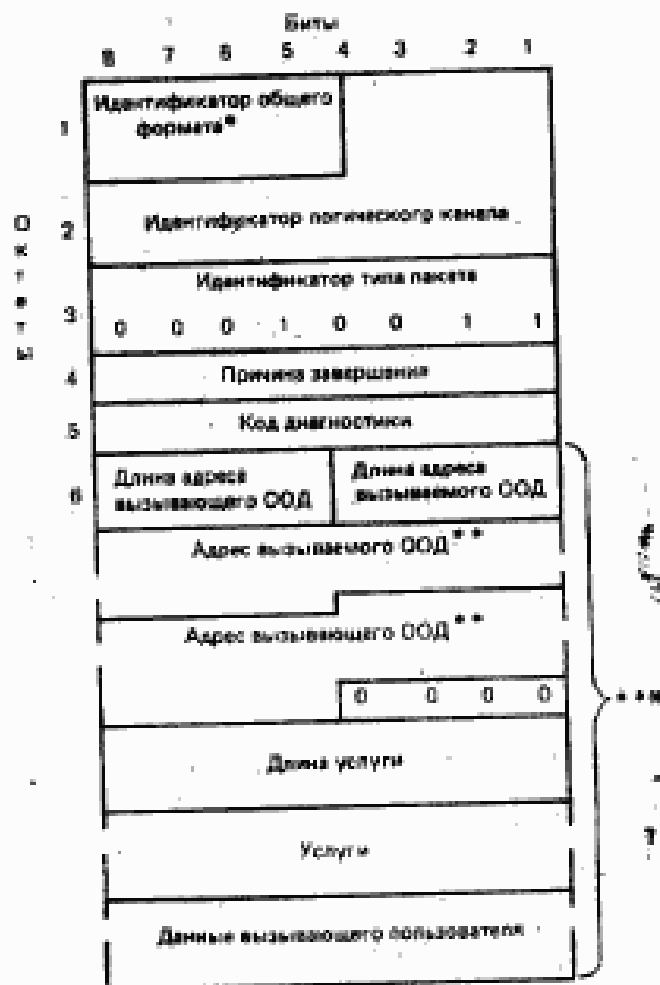 Биты
8 7 6 5 4 3 2 1
Октеты
Идентификатор общего
1
формата*
2 Идентификатор логического канала
Идентификатор типа пакета
3 0 0 0 1 0 0 1 1
4 Причина завершения
5 Код диагностики
6
Длина адреса
вызывающего ООД
Длина адреса
вызываемого ООД
Адрес вызываемого ООД**
Адрес вызывающего ООД**
0 0 0 0
***
Длина услуги
Услуги
Данные вызывающего пользователя